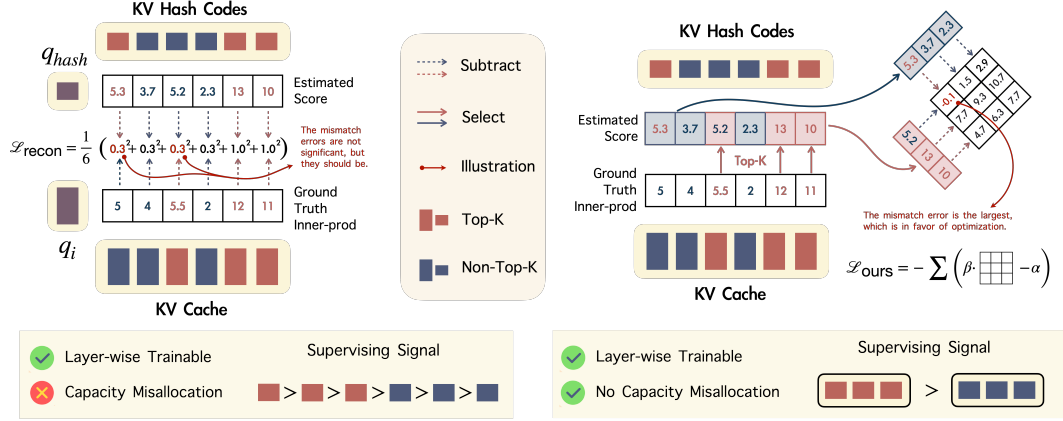 KV Hash Codes
q_hash
5.3 3.7 5.2 2.3 13 10
Estimated
Score
ℒ_recon = 1/6 ( 0.3² + 0.3² + 0.3² + 0.3² + 1.0² + 1.0² )
The mismatch
errors are not
significant, but
they should be.
5 4 5.5 2 12 11
Ground
Truth
Inner-prod
q_i
KV Cache
Subtract
Select
Illustration
Top-K
Non-Top-K
KV Hash Codes
Estimated
Score
5.3 3.7 5.2 2.3 13 10
Top-K
Ground
Truth
Inner-prod
5 4 5.5 2 12 11
KV Cache
5.3 3.7 2.3
-0.1 1.5 2.9
7.7 9.3 10.7
4.7 6.3 7.7
5.2 13 10
The mismatch error is the largest,
which is in favor of optimization.
ℒ_ours = − ∑ ( β· − α )
Layer-wise Trainable
Capacity Misallocation
Supervising Signal
> > > > >
Layer-wise Trainable
No Capacity Misallocation
Supervising Signal
>